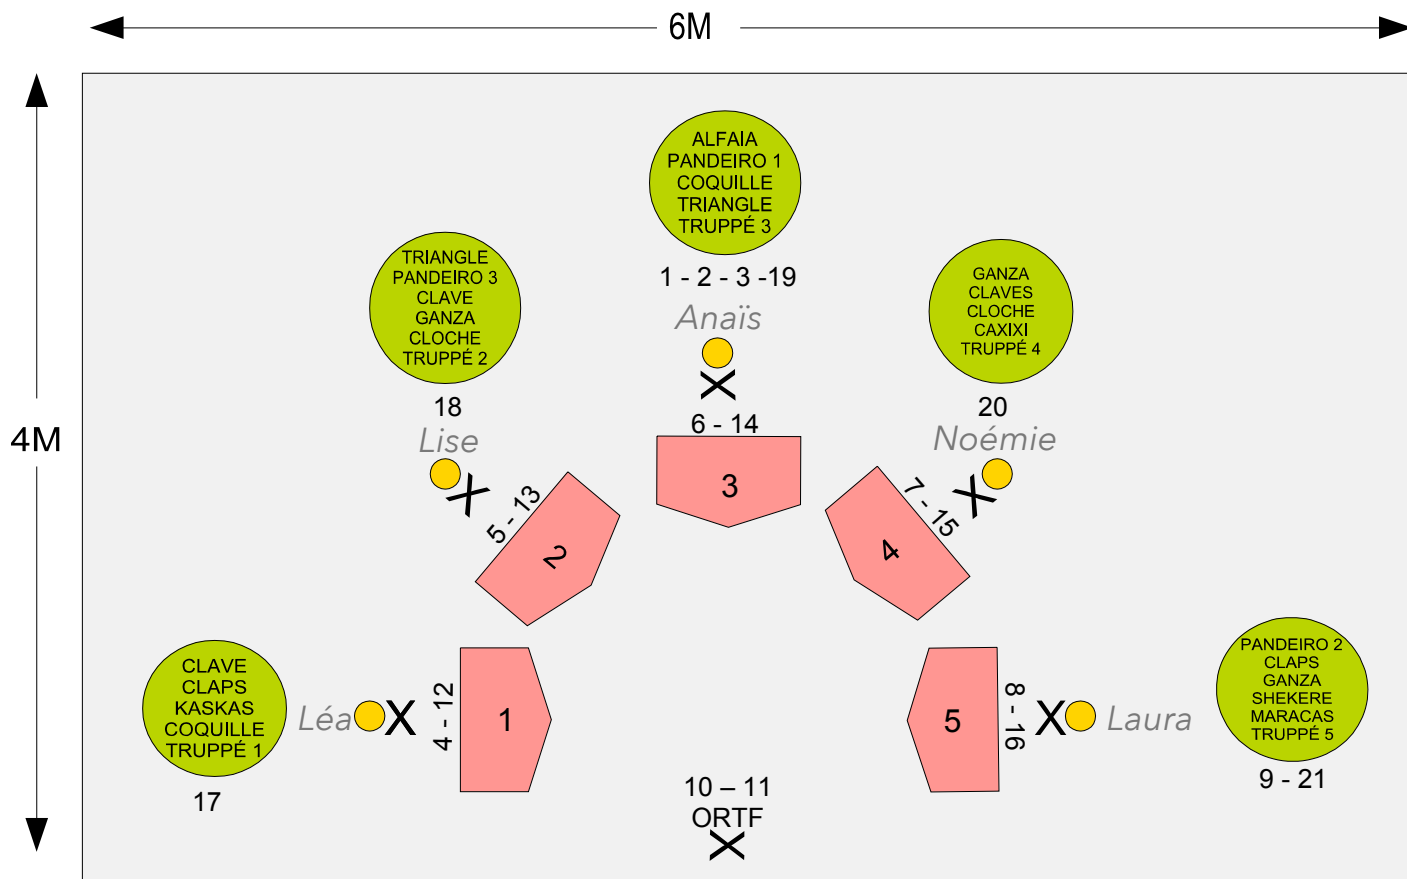 6M
4M
ALFAIA
PANDEIRO 1
COQUILLE
TRIANGLE
TRUPPÉ 3
1 - 2 - 3 -19
Anaïs
6 - 14
3
TRIANGLE
PANDEIRO 3
CLAVE
GANZA
CLOCHE
TRUPPÉ 2
18
Lise
5 - 13
2
GANZA
CLAVES
CLOCHE
CAXIXI
TRUPPÉ 4
20
Noémie
7 - 15
4
CLAVE
CLAPS
KASKAS
COQUILLE
TRUPPÉ 1
17
Léa
4 - 12
1
PANDEIRO 2
CLAPS
GANZA
SHEKERE
MARACAS
TRUPPÉ 5
9 - 21
Laura
8 - 16
5
10 – 11
ORTF